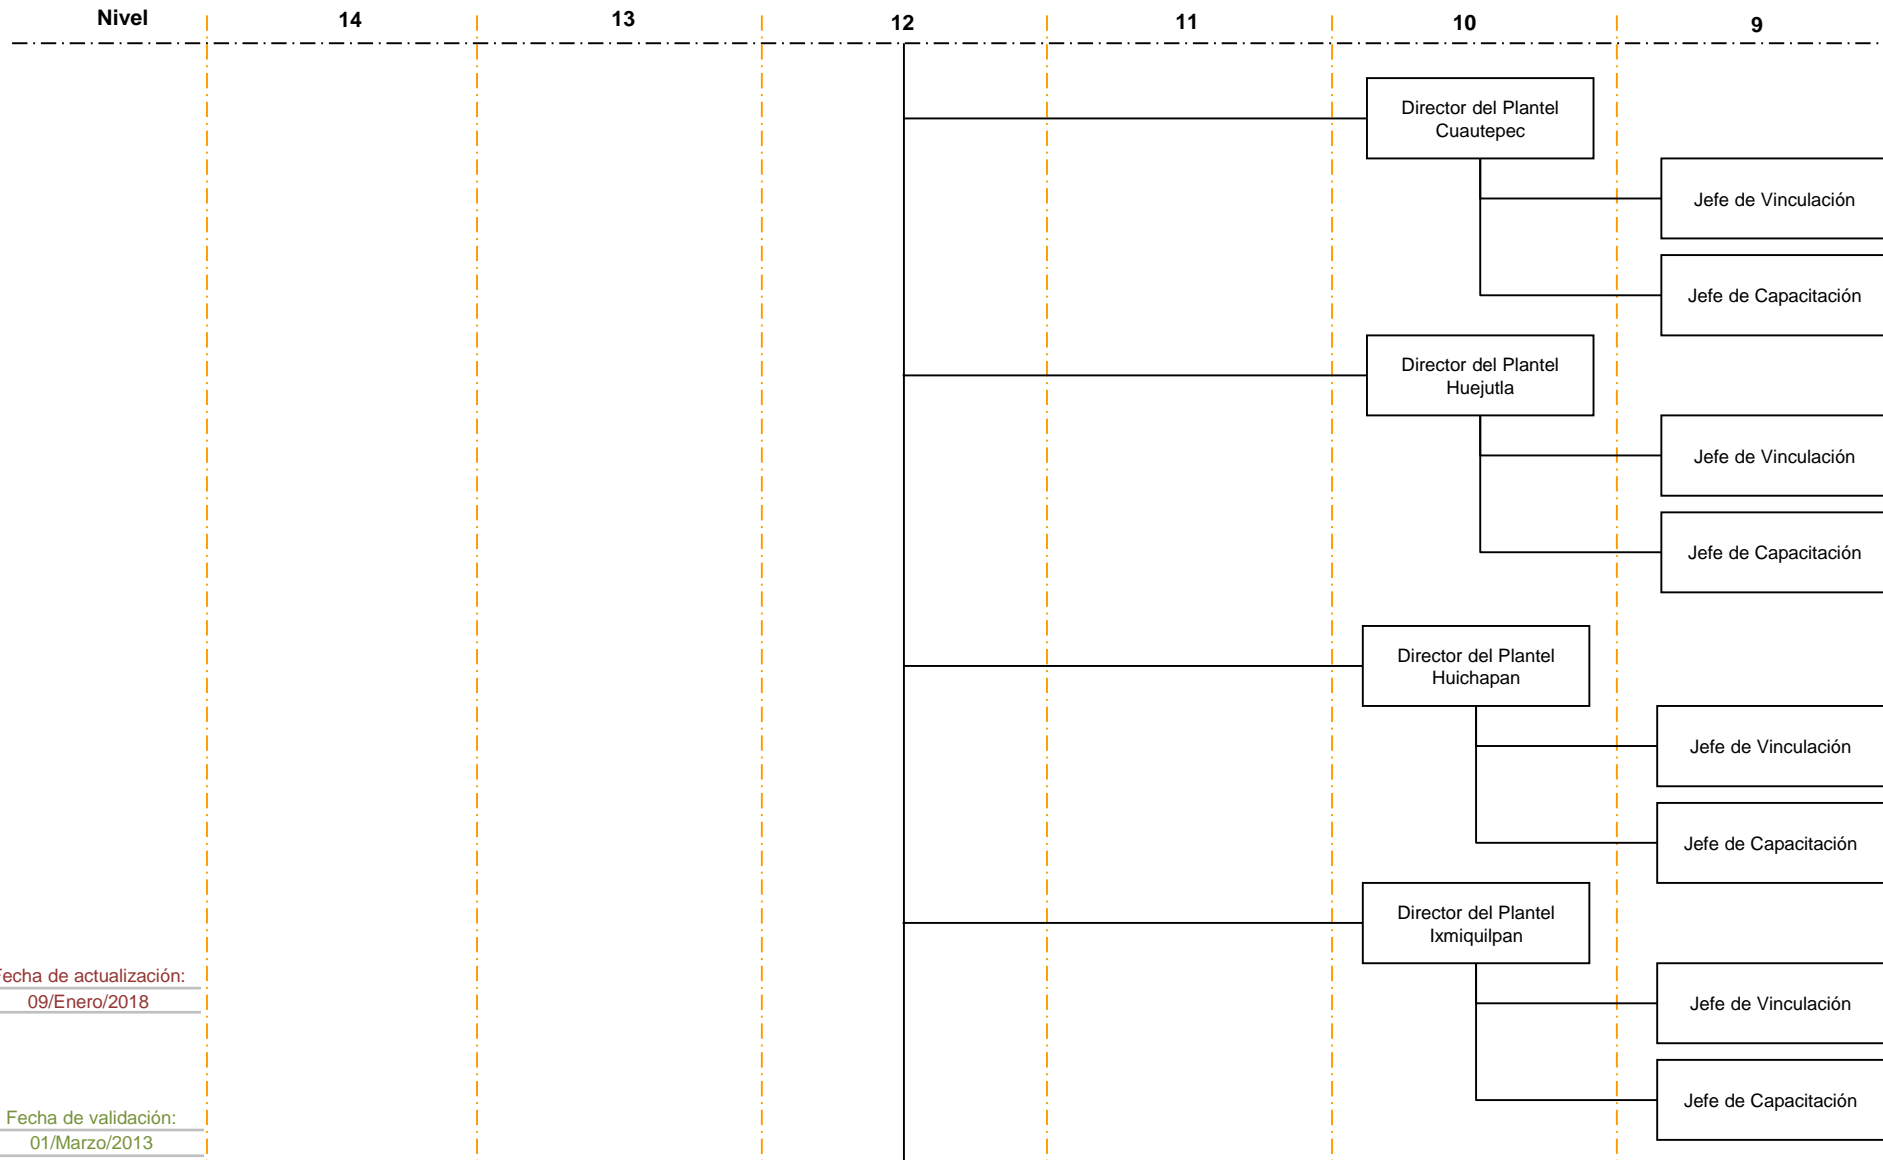 Nivel 14 13 12 11 10 9
Director del Plantel
Cuautepec
Jefe de Vinculación
Jefe de Capacitación
Director del Plantel
Huejutla
Jefe de Vinculación
Jefe de Capacitación
Director del Plantel
Huichapan
Jefe de Vinculación
Jefe de Capacitación
Director del Plantel
Ixmiquilpan
Jefe de Vinculación
Jefe de Capacitación
Fecha de actualización:
09/Enero/2018
Fecha de validación:
01/Marzo/2013